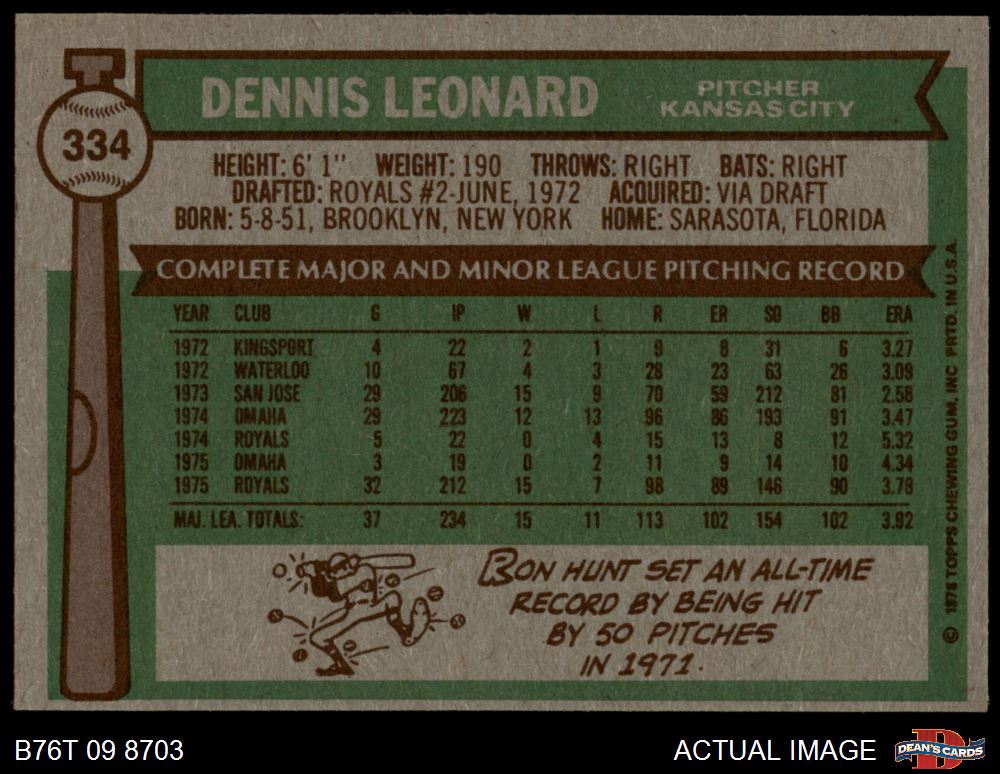 DENNIS LEONARD
PITCHER
KANSAS CITY
334
HEIGHT: 6' 1" WEIGHT: 190 THROWS: RIGHT BATS: RIGHT
DRAFTED: ROYALS #2-JUNE, 1972 ACQUIRED: VIA DRAFT
BORN: 5-8-51, BROOKLYN, NEW YORK HOME: SARASOTA, FLORIDA
COMPLETE MAJOR AND MINOR LEAGUE PITCHING RECORD
YEAR CLUB G IP W L R ER SO BB ERA
1972 KINGSPORT 4 22 2 1 9 8 31 6 3.27
1972 WATERLOO 10 67 4 3 28 23 63 26 3.09
1973 SAN JOSE 29 206 15 9 70 59 212 81 2.58
1974 OMAHA 29 223 12 13 96 86 193 91 3.47
1974 ROYALS 5 22 0 4 15 13 8 12 5.32
1975 OMAHA 3 19 0 2 11 9 14 10 4.34
1975 ROYALS 32 212 15 7 98 89 146 90 3.78
MAJ. LEA. TOTALS: 37 234 15 11 113 102 154 102 3.92
RON HUNT SET AN ALL-TIME
RECORD BY BEING HIT
BY 50 PITCHES
IN 1971.
© 1976 TOPPS CHEWING GUM, INC PRTD. IN U.S.A.
B76T 09 8703
ACTUAL IMAGE
DEAN'S CARDS